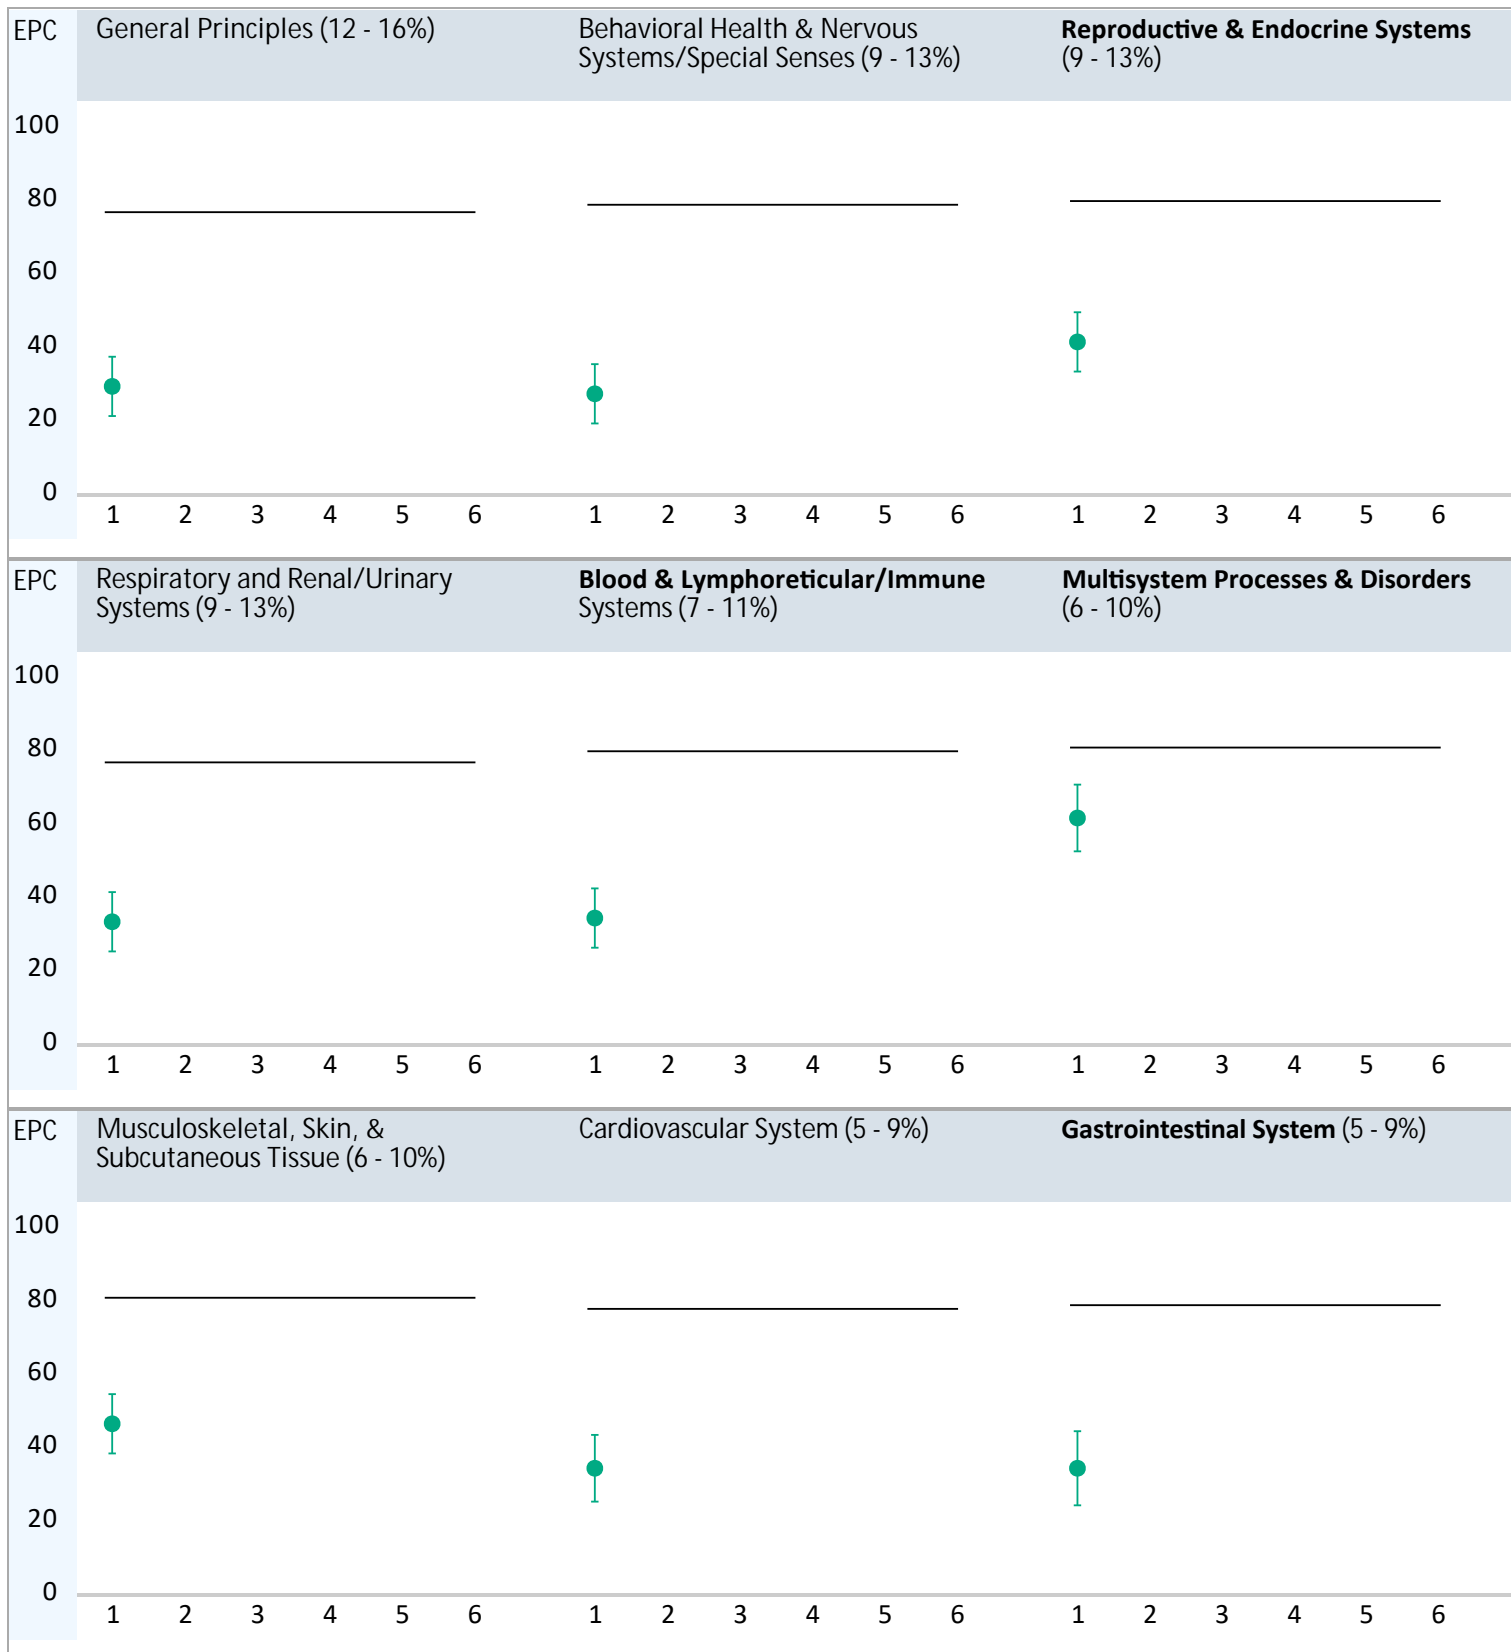 EPC
General Principles (12 - 16%)
Behavioral Health & Nervous
Systems/Special Senses (9 - 13%)
Reproductive & Endocrine Systems
(9 - 13%)
100
80
60
40
20
0
1 2 3 4 5 6
1 2 3 4 5 6
1 2 3 4 5 6
EPC
Respiratory and Renal/Urinary
Systems (9 - 13%)
Blood & Lymphoreticular/Immune
Systems (7 - 11%)
Multisystem Processes & Disorders
(6 - 10%)
100
80
60
40
20
0
1 2 3 4 5 6
1 2 3 4 5 6
1 2 3 4 5 6
EPC
Musculoskeletal, Skin, &
Subcutaneous Tissue (6 - 10%)
Cardiovascular System (5 - 9%)
Gastrointestinal System (5 - 9%)
100
80
60
40
20
0
1 2 3 4 5 6
1 2 3 4 5 6
1 2 3 4 5 6